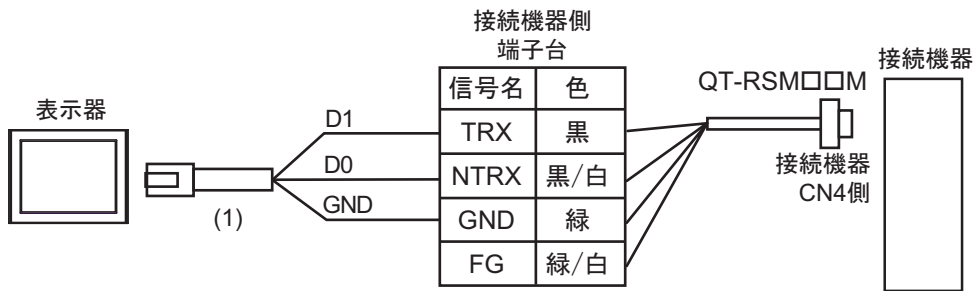 接続機器側
端子台
信号名 色
TRX 黒
NTRX 黒/白
GND 緑
FG 緑/白
表示器
D1
D0
GND
(1)
QT-RSM□□M
接続機器
CN4側
接続機器